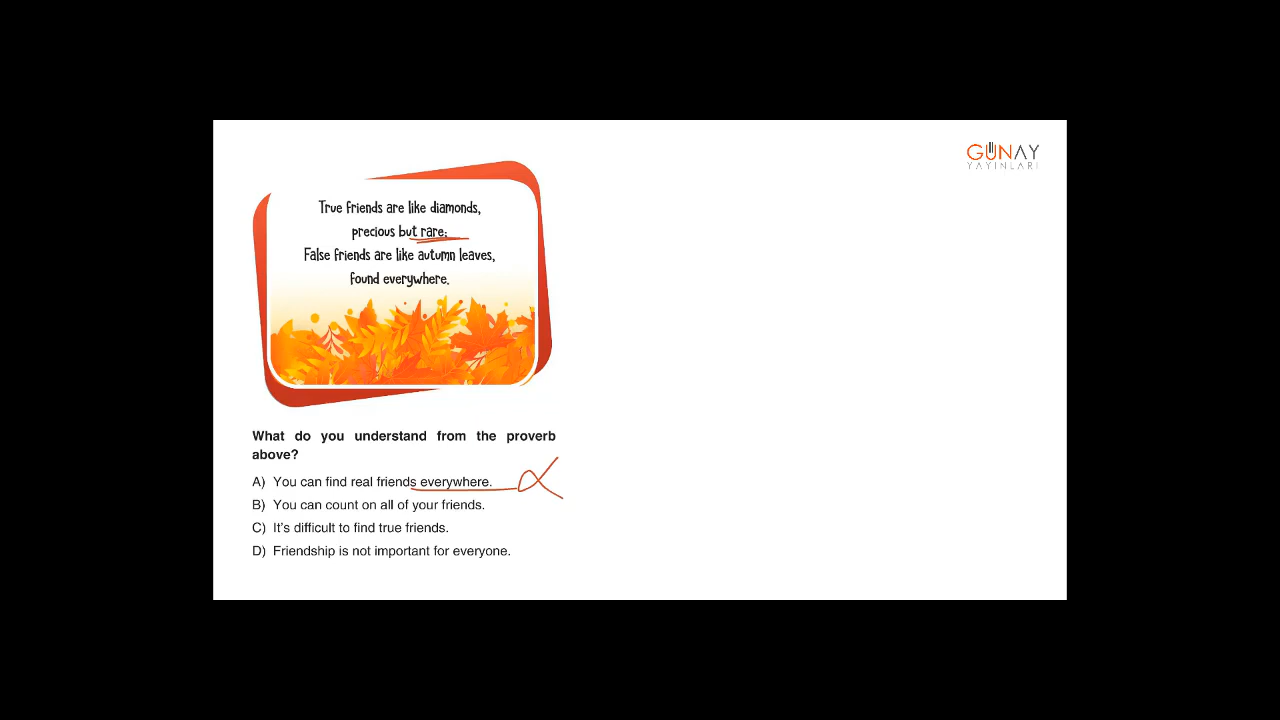 GÜNAY
YAYINLARI
True friends are like diamonds,
precious but rare;
False friends are like autumn leaves,
found everywhere.
What do you understand from the proverb
above?
A) You can find real friends everywhere.
B) You can count on all of your friends.
C) It's difficult to find true friends.
D) Friendship is not important for everyone.